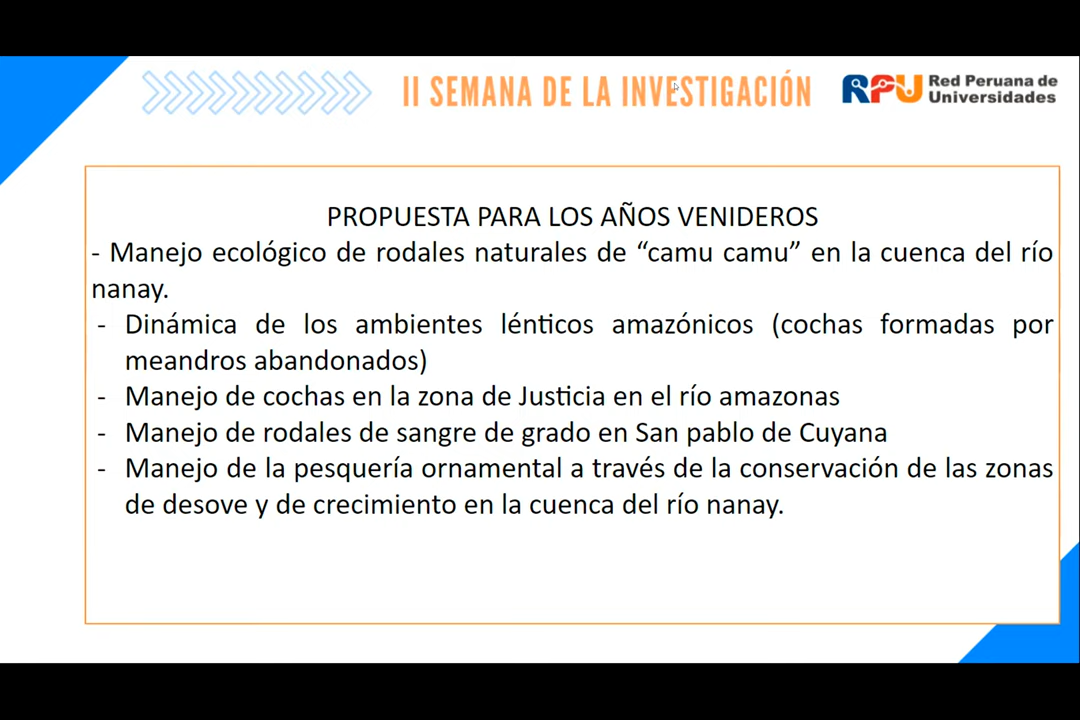 II SEMANA DE LA INVESTIGACIÓN
RPU Red Peruana de
Universidades
PROPUESTA PARA LOS AÑOS VENIDEROS
- Manejo ecológico de rodales naturales de “camu camu” en la cuenca del río
nanay.
- Dinámica de los ambientes lénticos amazónicos (cochas formadas por
meandros abandonados)
- Manejo de cochas en la zona de Justicia en el río amazonas
- Manejo de rodales de sangre de grado en San pablo de Cuyana
- Manejo de la pesquería ornamental a través de la conservación de las zonas
de desove y de crecimiento en la cuenca del río nanay.